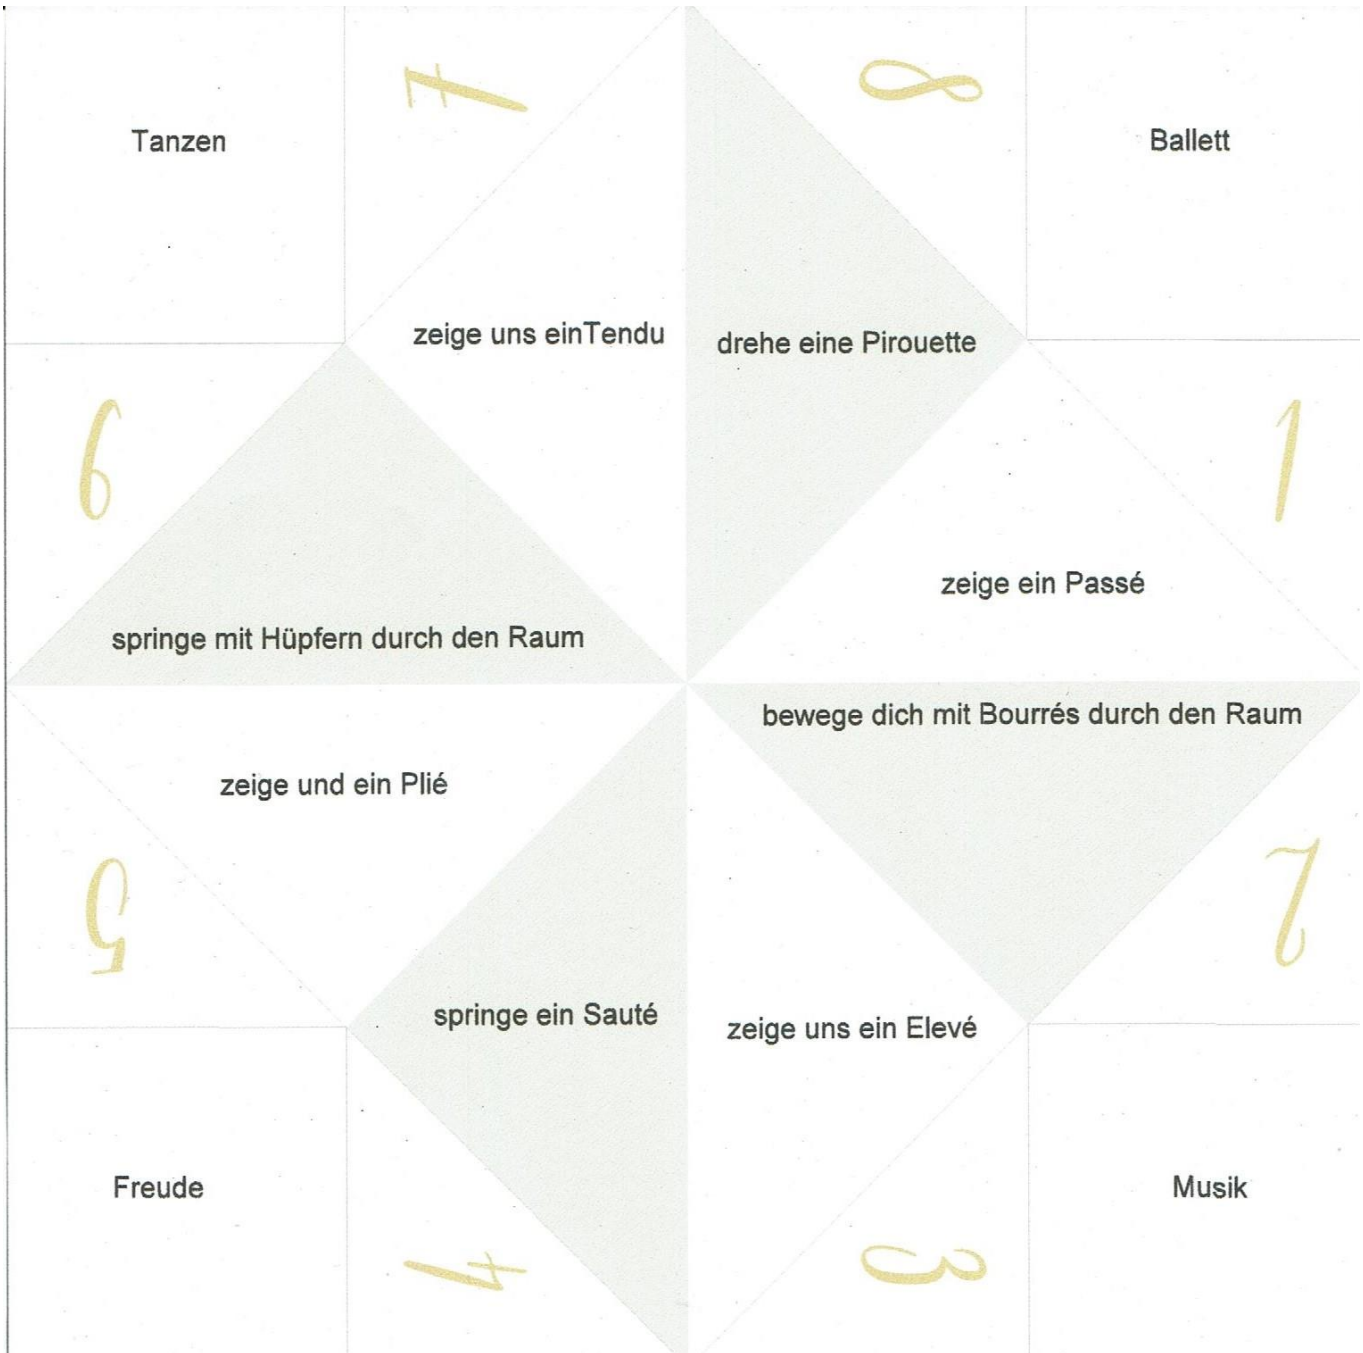 Tanzen
7
8
Ballett
zeige uns einTendu
drehe eine Pirouette
6
1
zeige ein Passé
springe mit Hüpfern durch den Raum
bewege dich mit Bourrés durch den Raum
zeige und ein Plié
5
2
springe ein Sauté
zeige uns ein Elevé
Freude
4
3
Musik